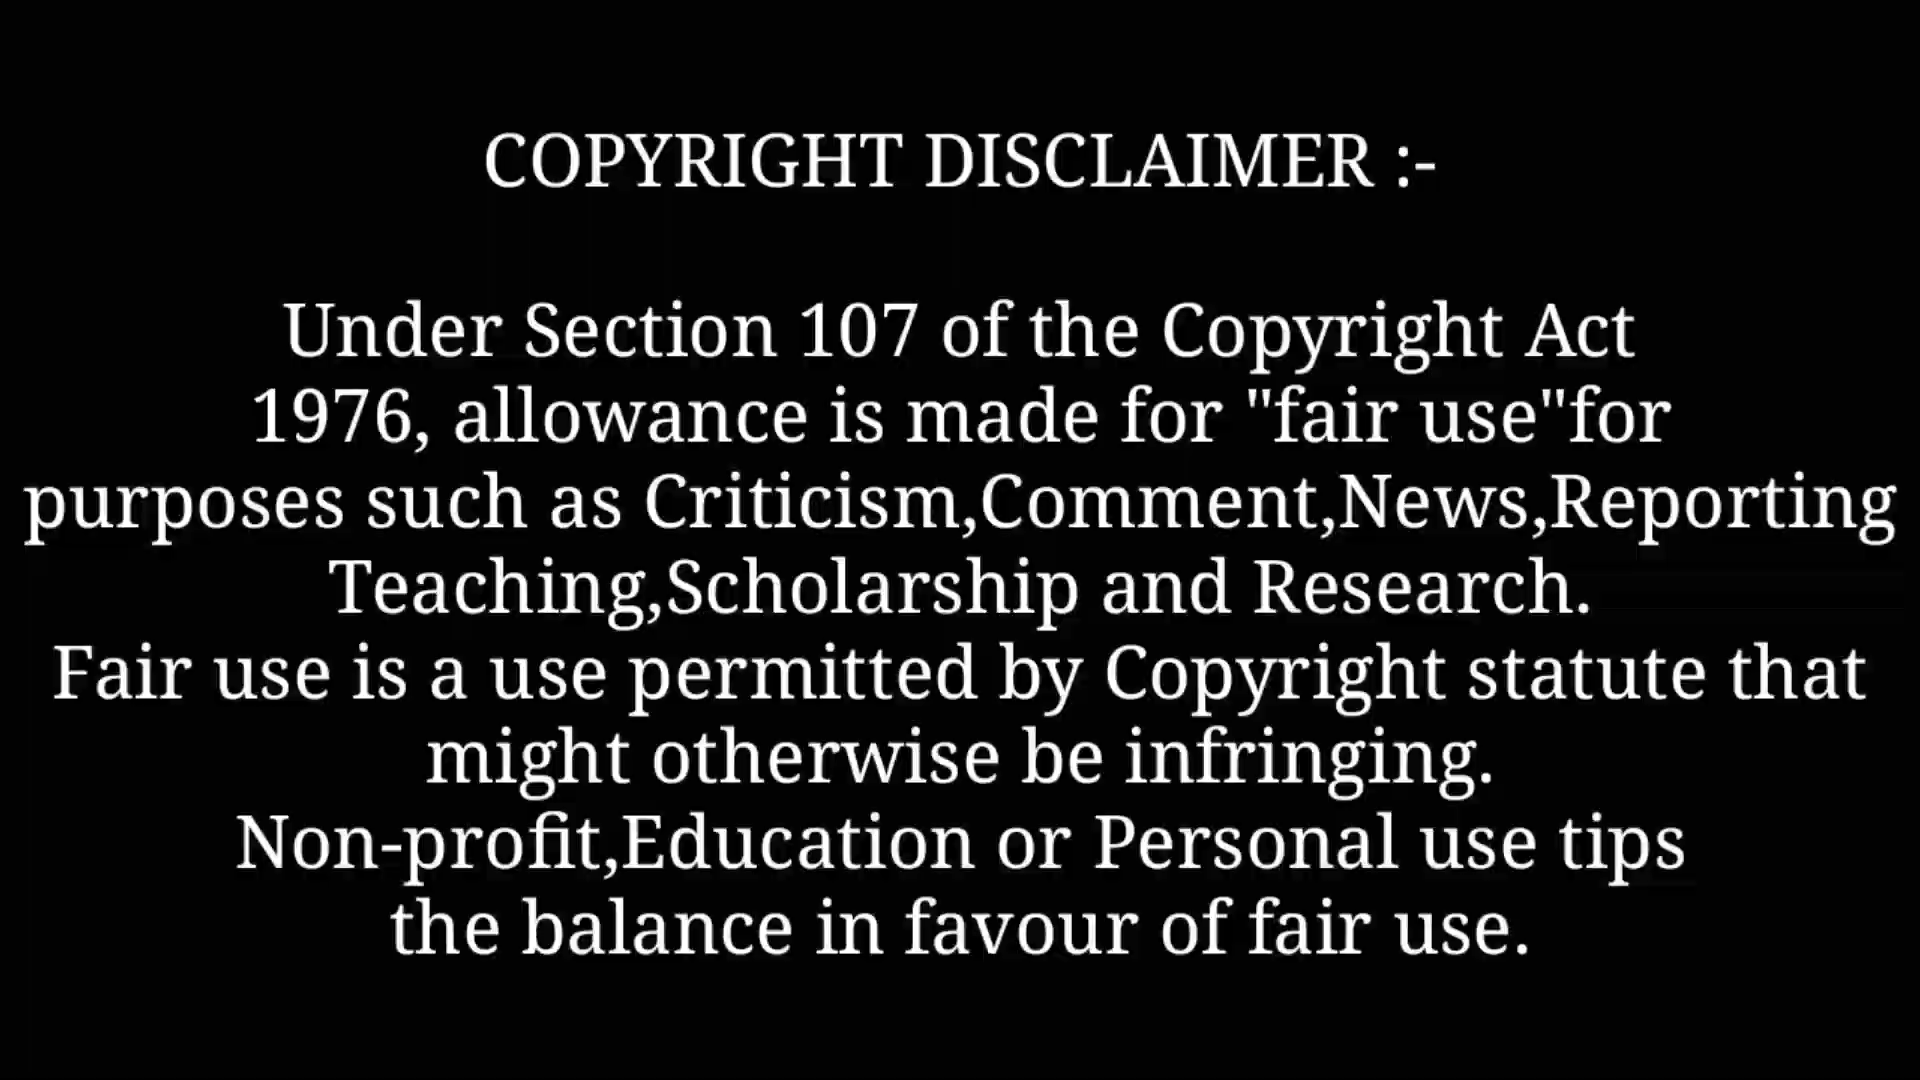 COPYRIGHT DISCLAIMER :-
Under Section 107 of the Copyright Act
1976, allowance is made for "fair use"for
purposes such as Criticism,Comment,News,Reporting
Teaching,Scholarship and Research.
Fair use is a use permitted by Copyright statute that
might otherwise be infringing.
Non-profit,Education or Personal use tips
the balance in favour of fair use.